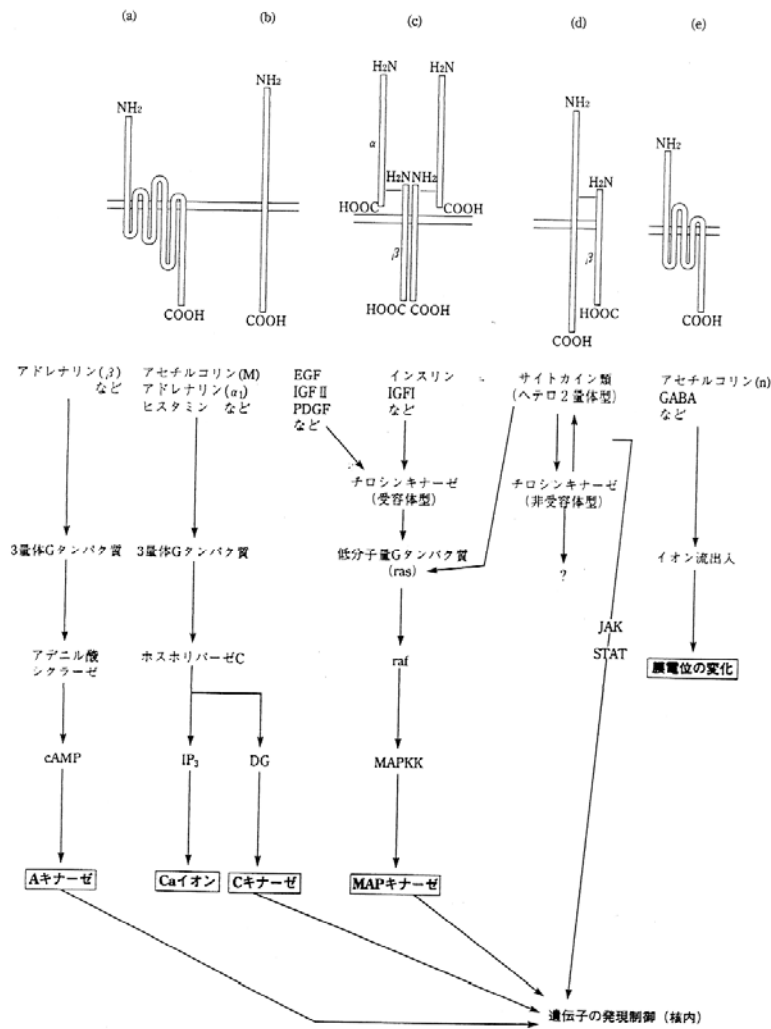 (a)
(b)
(c)
(d)
(e)
NH2
COOH
NH2
COOH
H2N
H2N
α
H2N NH2
HOOC
COOH
β
HOOC COOH
NH2
H2N
β
HOOC
COOH
NH2
COOH
アドレナリン(β)
など
3量体Gタンパク質
アデニル酸
シクラーゼ
cAMP
Aキナーゼ
アセチルコリン(M)
アドレナリン(α1)
ヒスタミン など
3量体Gタンパク質
ホスホリパーゼC
IP3
DG
Caイオン
Cキナーゼ
EGF
IGFⅡ
PDGF
など
インスリン
IGFI
など
チロシンキナーゼ
(受容体型)
低分子量Gタンパク質
(ras)
raf
MAPKK
MAPキナーゼ
サイトカイン類
(ヘテロ2量体型)
チロシンキナーゼ
(非受容体型)
?
JAK
STAT
アセチルコリン(n)
GABA
など
イオン流出入
膜電位の変化
遺伝子の発現制御(核内)